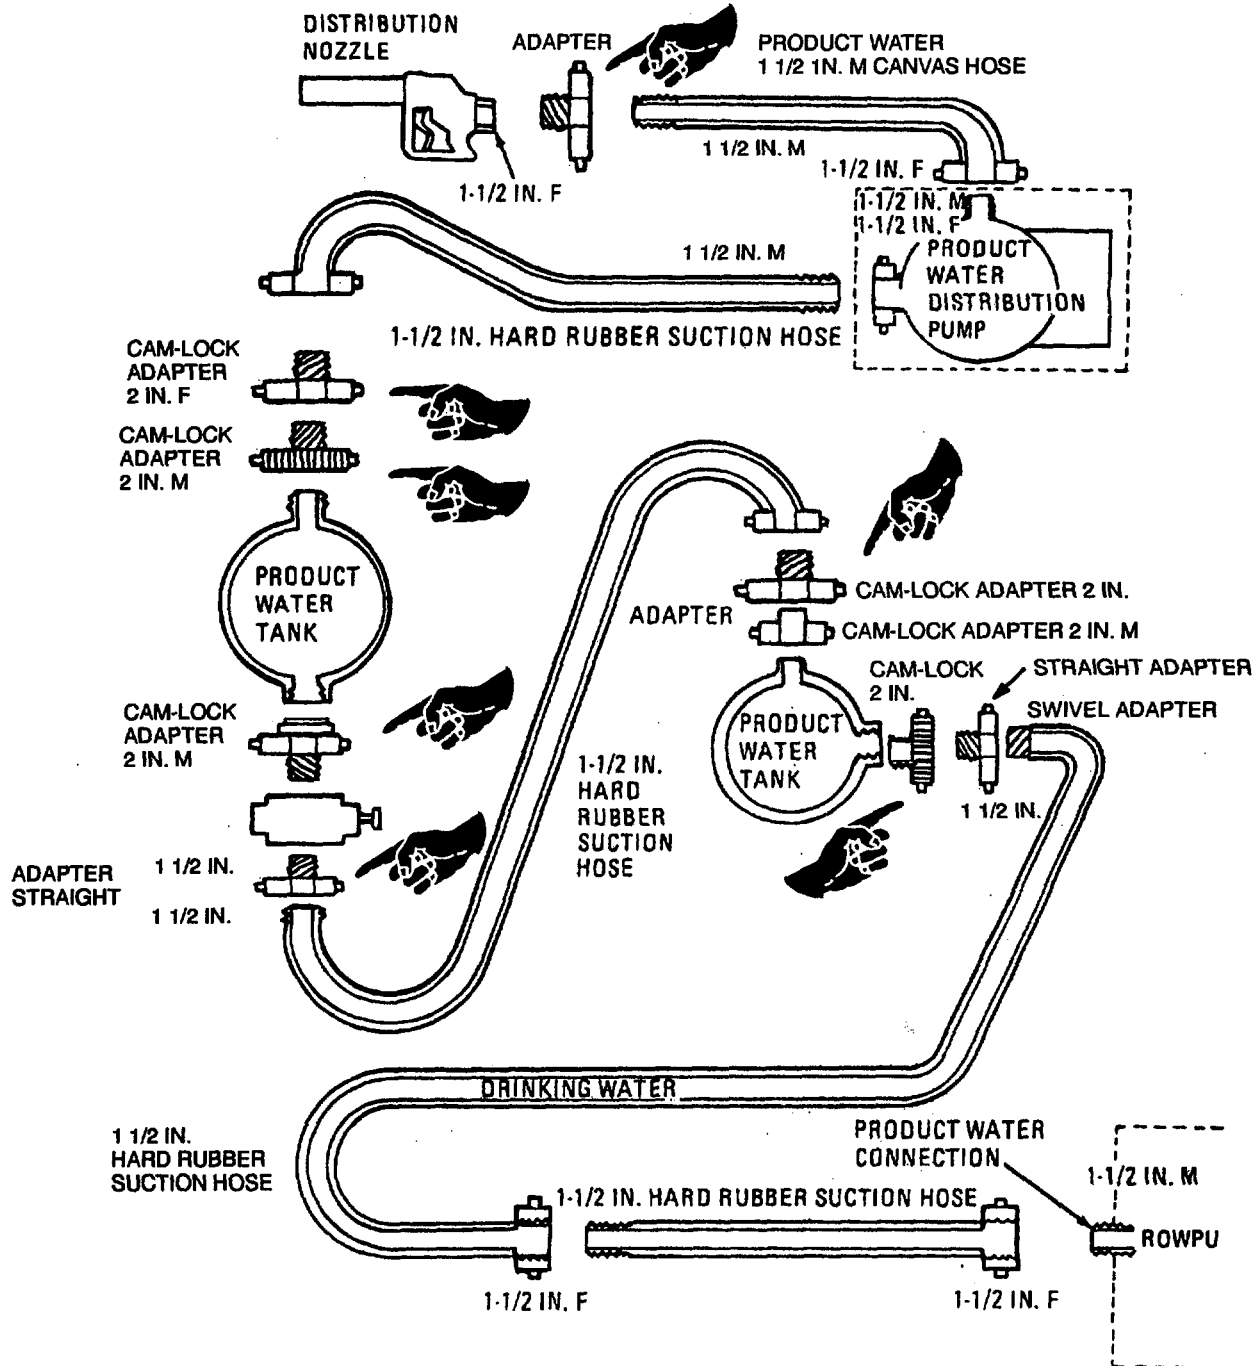 DISTRIBUTION
NOZZLE
ADAPTER
PRODUCT WATER
1 1/2 1N. M CANVAS HOSE
1 1/2 IN. M
1-1/2 IN. F
1-1/2 IN. F
1-1/2 IN. M
1-1/2 IN. F
PRODUCT
WATER
DISTRIBUTION
PUMP
1 1/2 IN. M
1-1/2 IN. HARD RUBBER SUCTION HOSE
CAM-LOCK
ADAPTER
2 IN. F
CAM-LOCK
ADAPTER
2 IN. M
PRODUCT
WATER
TANK
CAM-LOCK
ADAPTER
2 IN. M
ADAPTER
STRAIGHT
1 1/2 IN.
1 1/2 IN.
1-1/2 IN.
HARD
RUBBER
SUCTION
HOSE
ADAPTER
CAM-LOCK ADAPTER 2 IN.
CAM-LOCK ADAPTER 2 IN. M
CAM-LOCK
2 IN.
STRAIGHT ADAPTER
SWIVEL ADAPTER
PRODUCT
WATER
TANK
1 1/2 IN.
DRINKING WATER
1 1/2 IN.
HARD RUBBER
SUCTION HOSE
PRODUCT WATER
CONNECTION
1-1/2 IN. M
1-1/2 IN. HARD RUBBER SUCTION HOSE
ROWPU
1-1/2 IN. F
1-1/2 IN. F